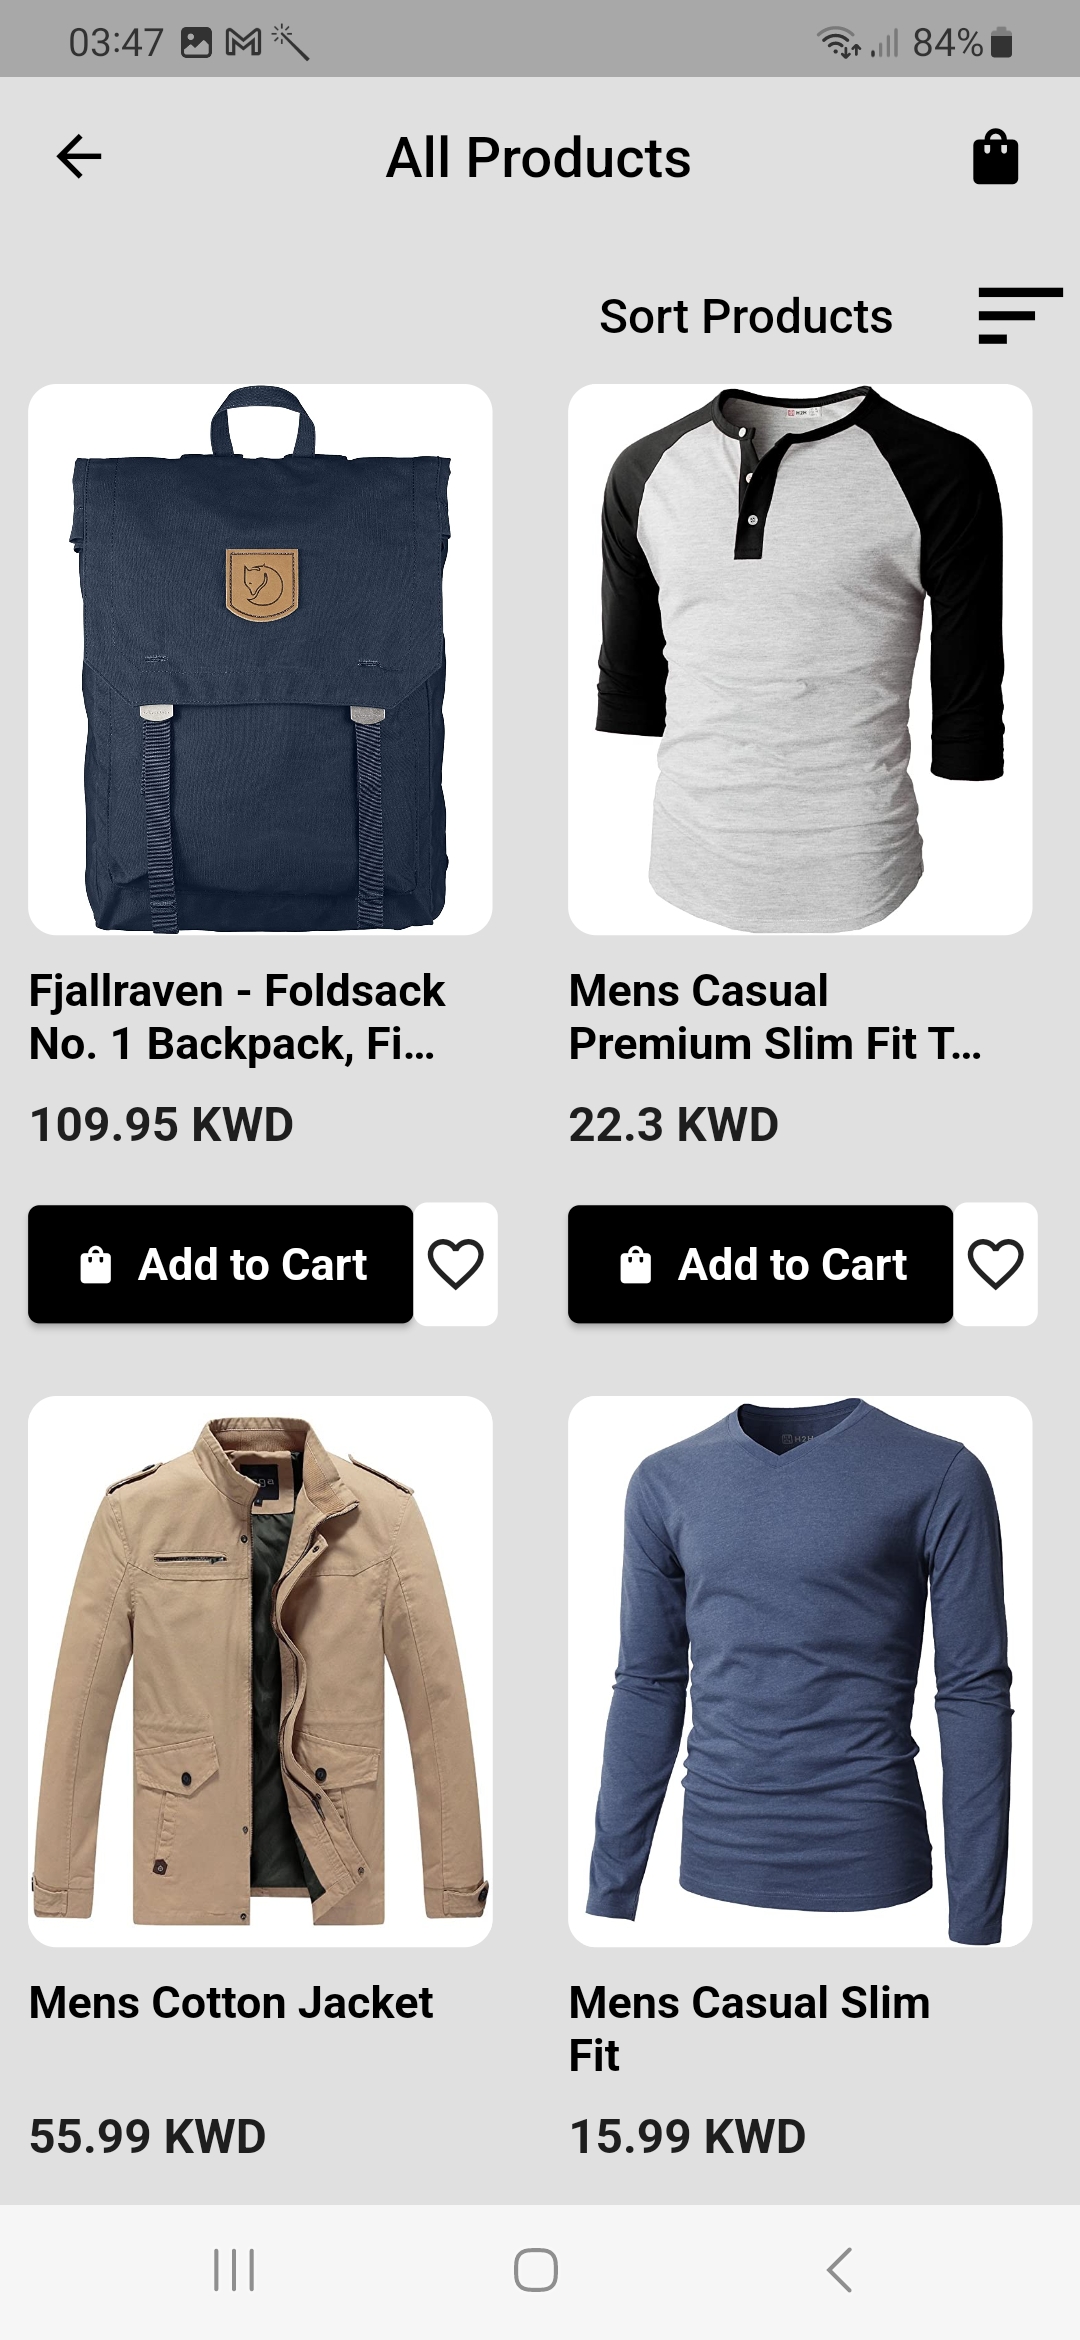 03:47
84%
All Products
Sort Products
Fjallraven - Foldsack
No. 1 Backpack, Fi...
109.95 KWD
Mens Casual
Premium Slim Fit T...
22.3 KWD
Add to Cart
Add to Cart
H2H
Mens Cotton Jacket
55.99 KWD
Mens Casual Slim
Fit
15.99 KWD